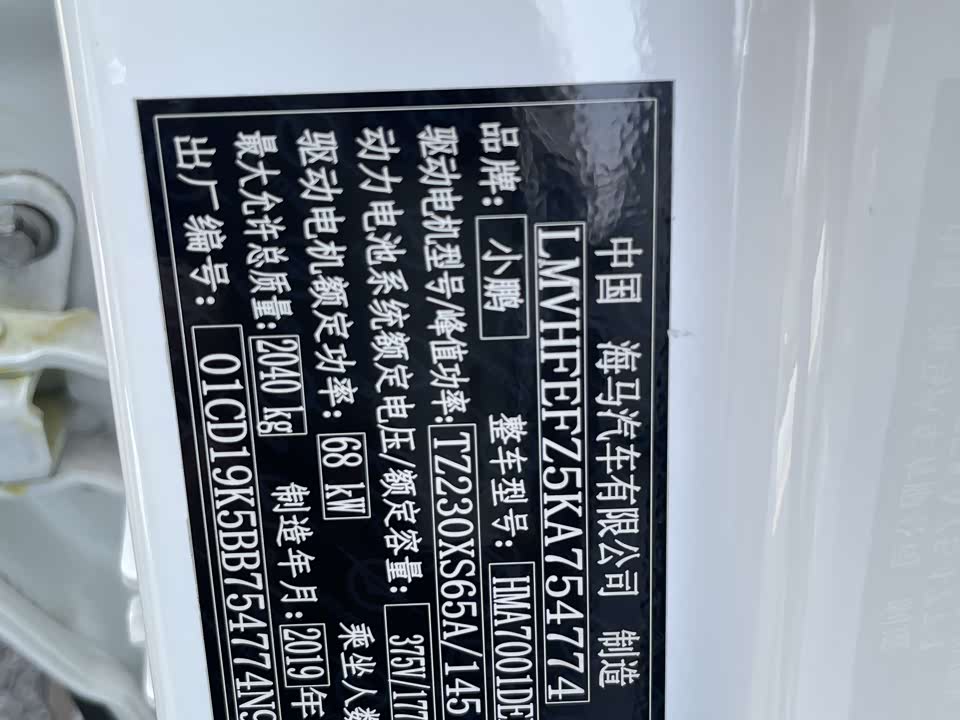 中国 海马汽车有限公司 制造
LMVHFEFZ5KA754774
品牌: 小鹏 整车型号: HMA7001DE
驱动电机型号/峰值功率: TZ230XS65A/145
动力电池系统额定电压/额定容量: 375V/177
驱动电机额定功率: 68 kW 乘坐人数
最大允许总质量: 2040 kg 制造年月: 2019年
出厂编号: 01CD19K5BB754774N9